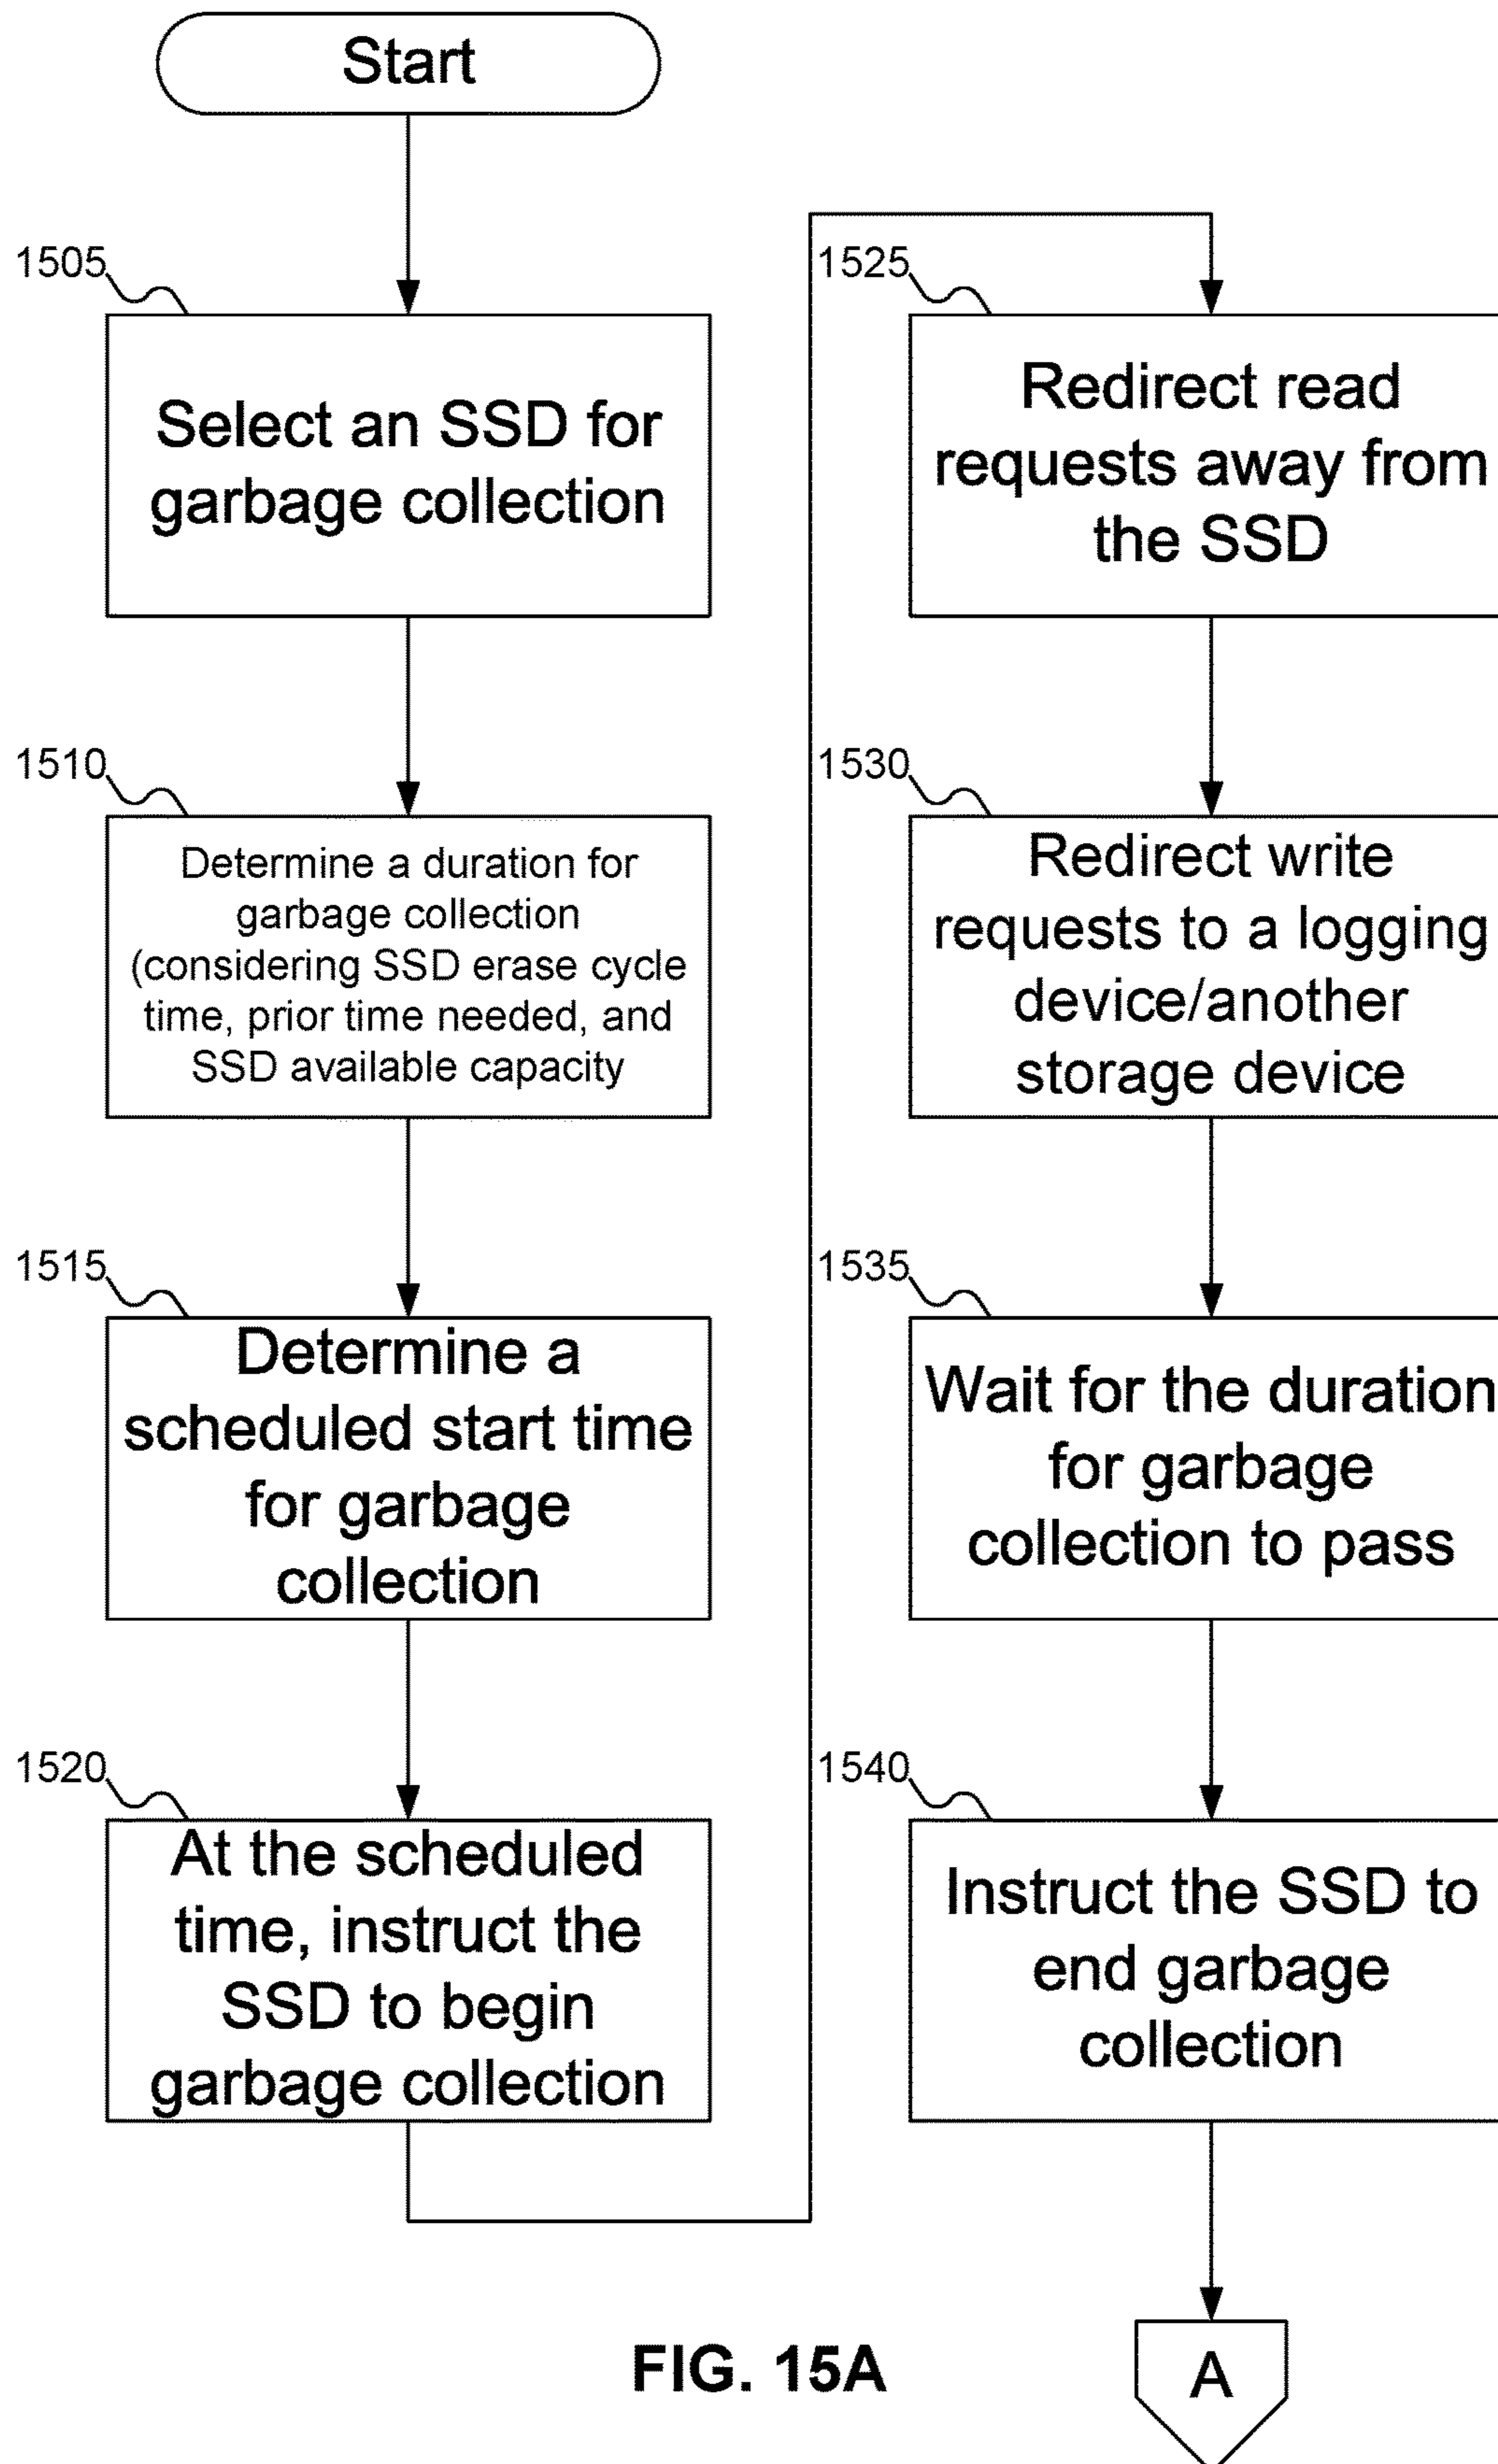 Start
1505
Select an SSD for
garbage collection
1510
Determine a duration for
garbage collection
(considering SSD erase cycle
time, prior time needed, and
SSD available capacity
1515
Determine a
scheduled start time
for garbage
collection
1520
At the scheduled
time, instruct the
SSD to begin
garbage collection
1525
Redirect read
requests away from
the SSD
1530
Redirect write
requests to a logging
device/another
storage device
1535
Wait for the duration
for garbage
collection to pass
1540
Instruct the SSD to
end garbage
collection
A
FIG. 15A